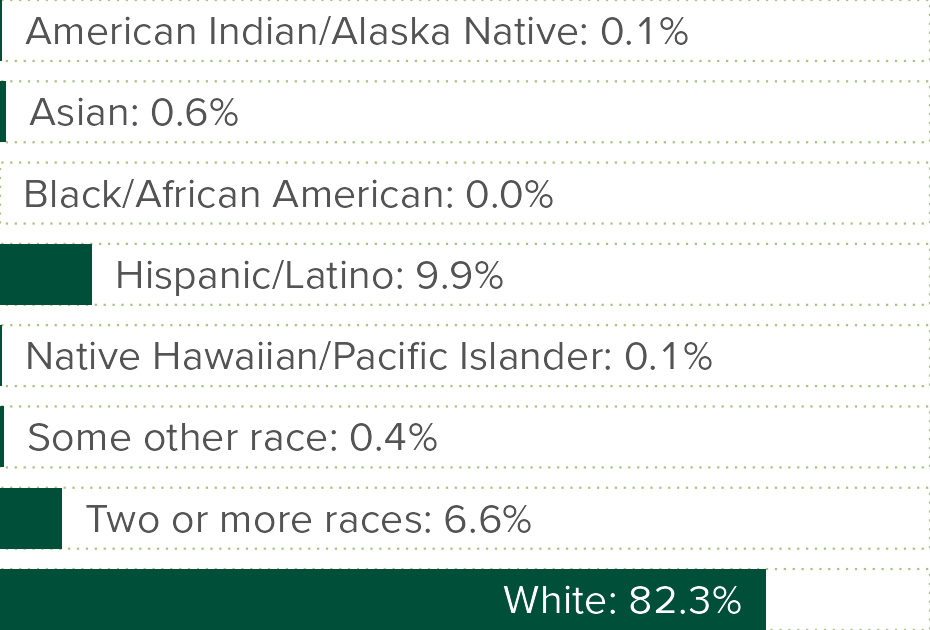 American Indian/Alaska Native: 0.1%
Asian: 0.6%
Black/African American: 0.0%
Hispanic/Latino: 9.9%
Native Hawaiian/Pacific Islander: 0.1%
Some other race: 0.4%
Two or more races: 6.6%
White: 82.3%